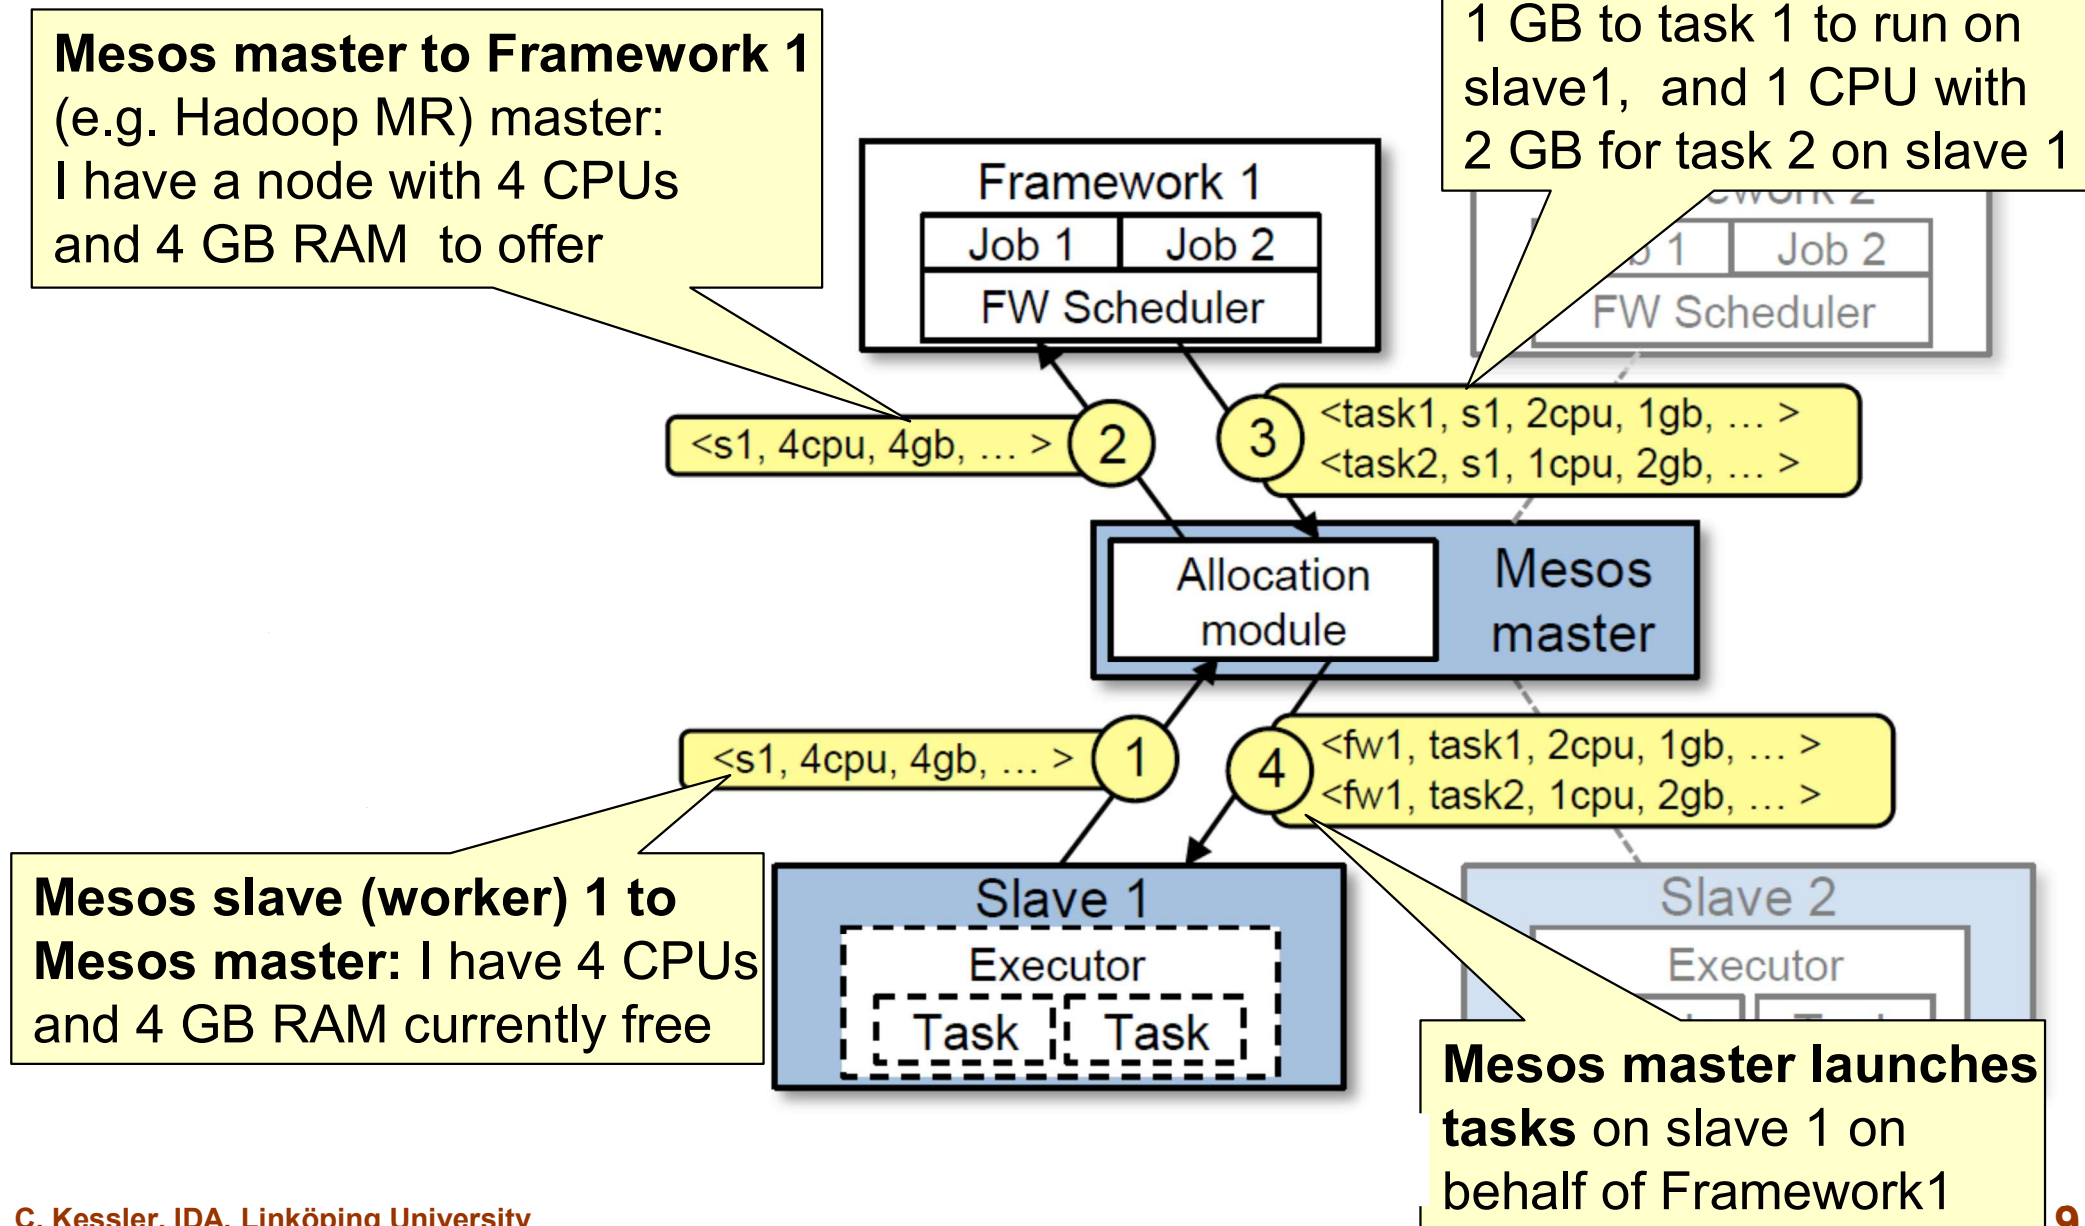 Mesos master to Framework 1
(e.g. Hadoop MR) master:
I have a node with 4 CPUs
and 4 GB RAM to offer
1 GB to task 1 to run on
slave1, and 1 CPU with
2 GB for task 2 on slave 1
Framework 1
Job 1 Job 2
FW Scheduler
1 Job 2
FW Scheduler
<s1, 4cpu, 4gb, … >
2
3
<task1, s1, 2cpu, 1gb, … >
<task2, s1, 1cpu, 2gb, … >
Allocation
module
Mesos
master
<s1, 4cpu, 4gb, … >
1
4
<fw1, task1, 2cpu, 1gb, … >
<fw1, task2, 1cpu, 2gb, … >
Mesos slave (worker) 1 to
Mesos master: I have 4 CPUs
and 4 GB RAM currently free
Slave 1
Executor
Task Task
Slave 2
Executor
Mesos master launches
tasks on slave 1 on
behalf of Framework1
C. Kessler, IDA, Linköping University
9